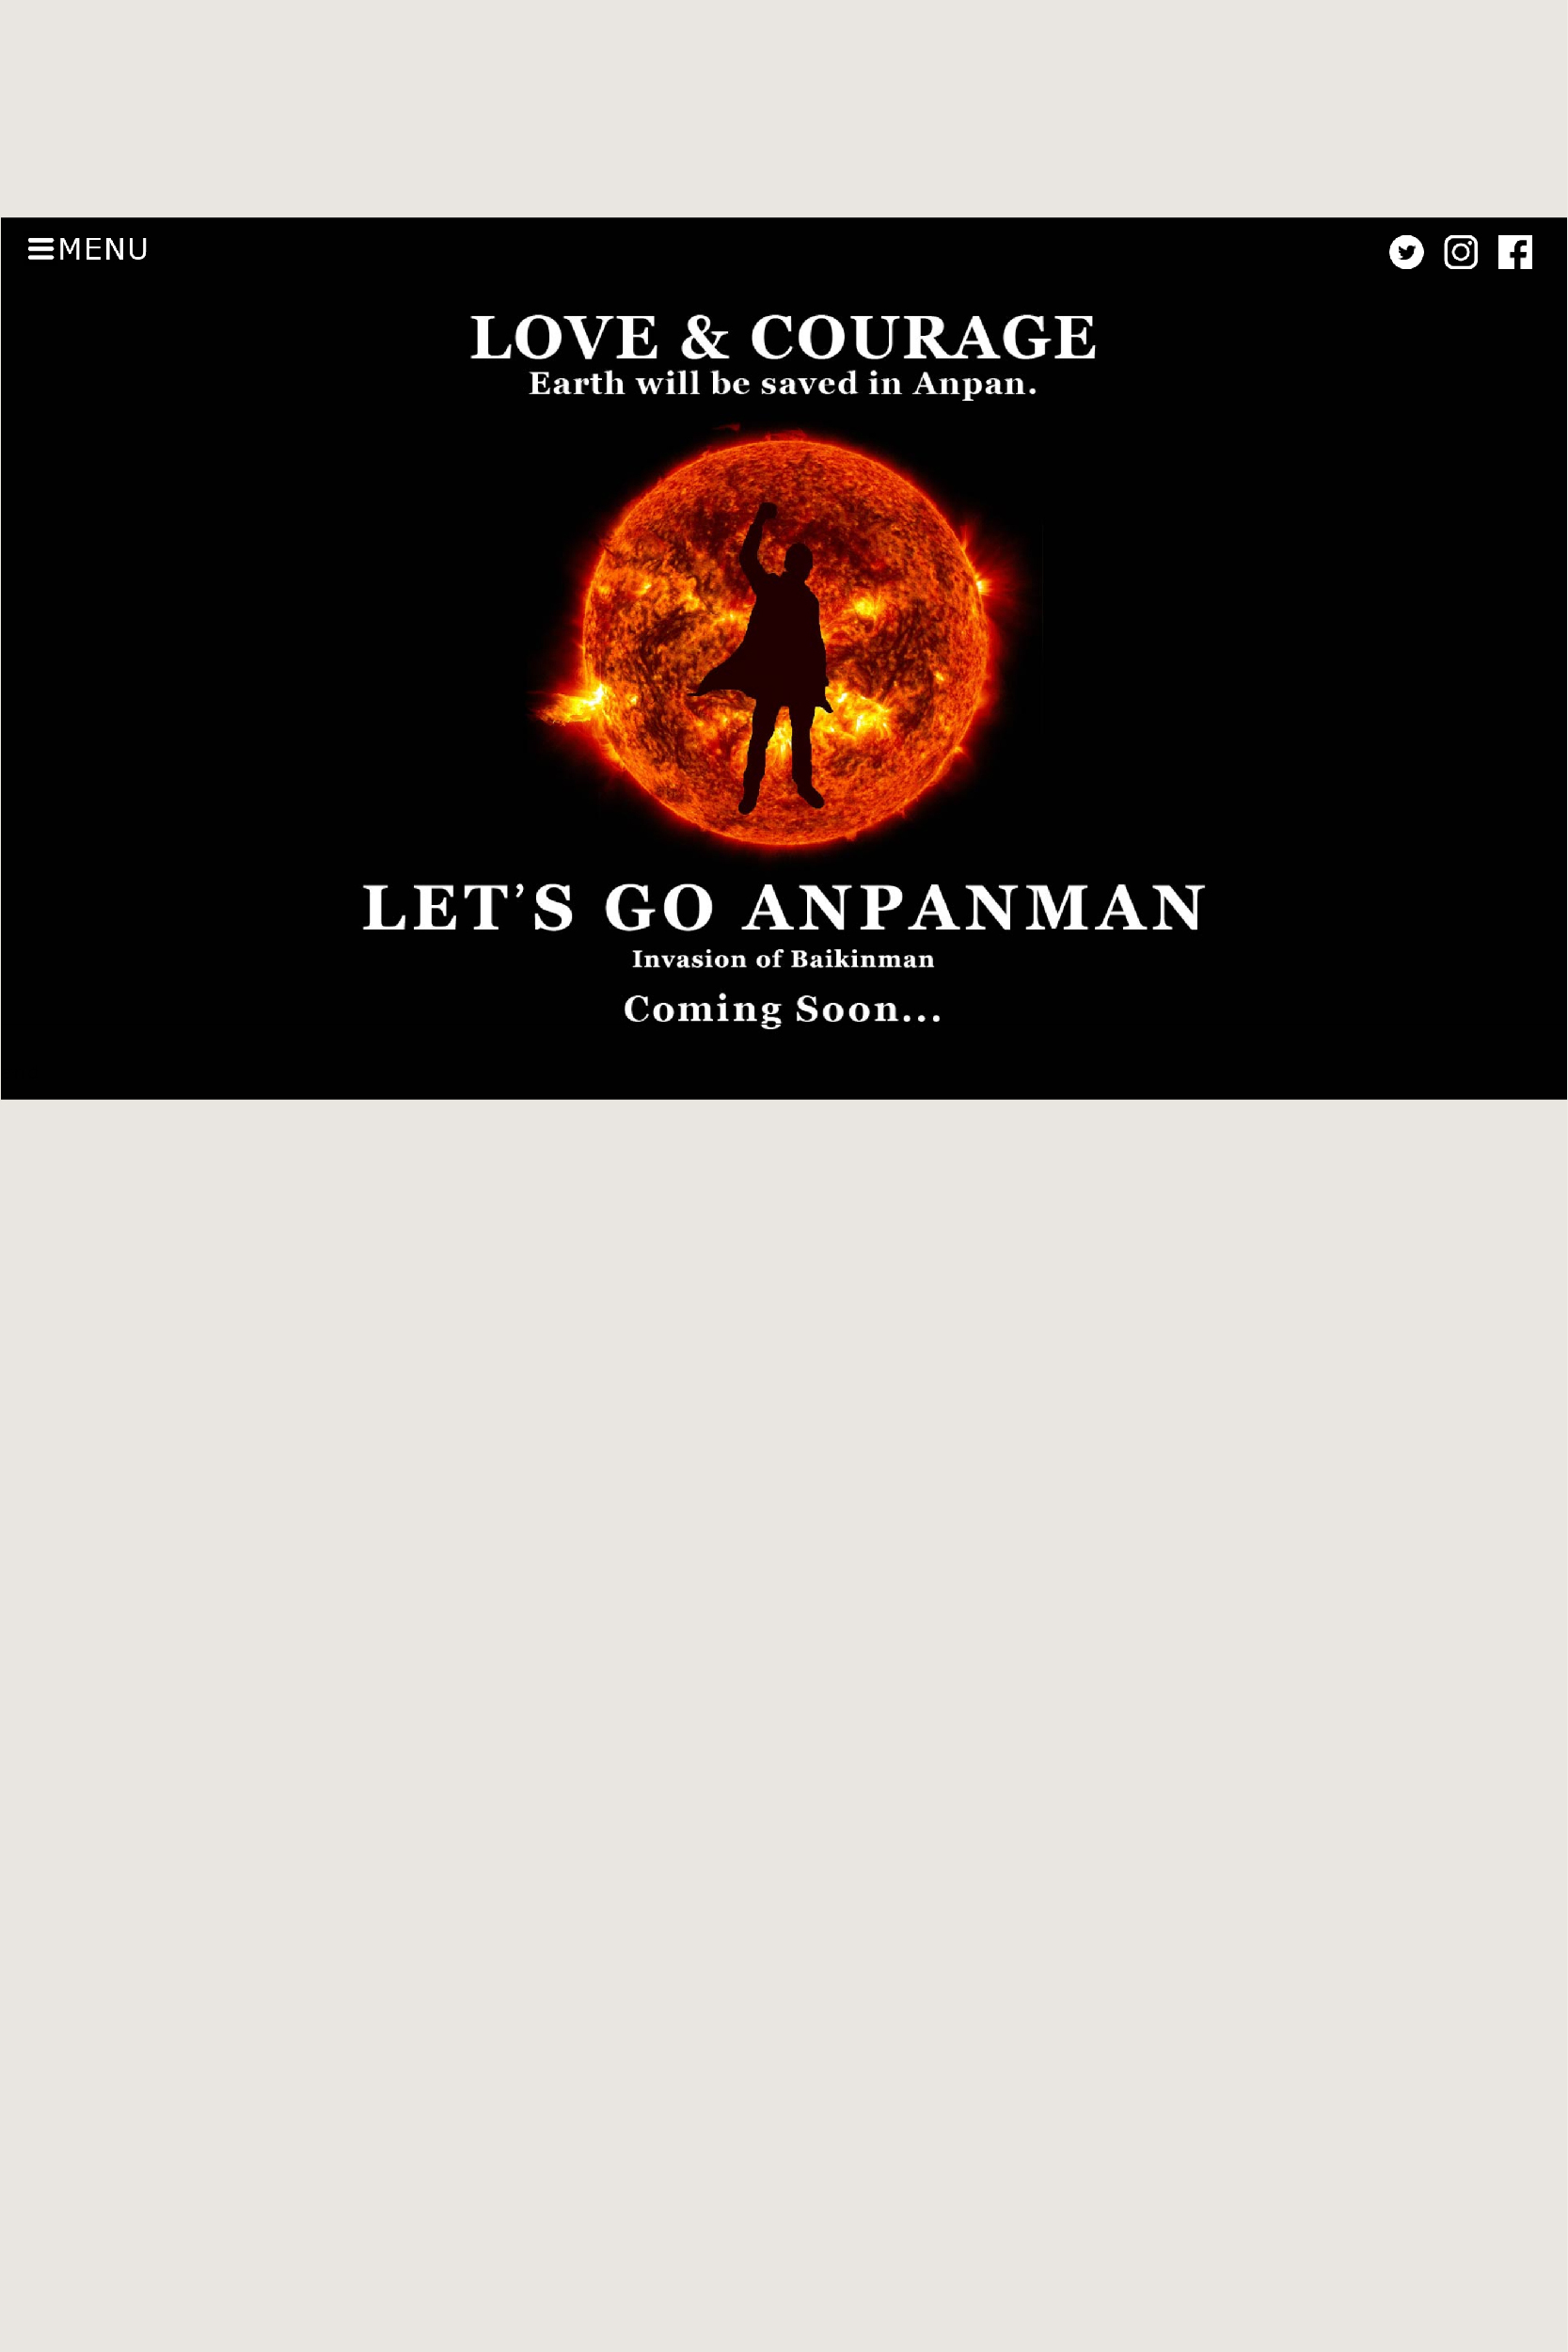 MENU
LOVE & COURAGE
Earth will be saved in Anpan.
LET’S GO ANPANMAN
Invasion of Baikinman
Coming Soon...